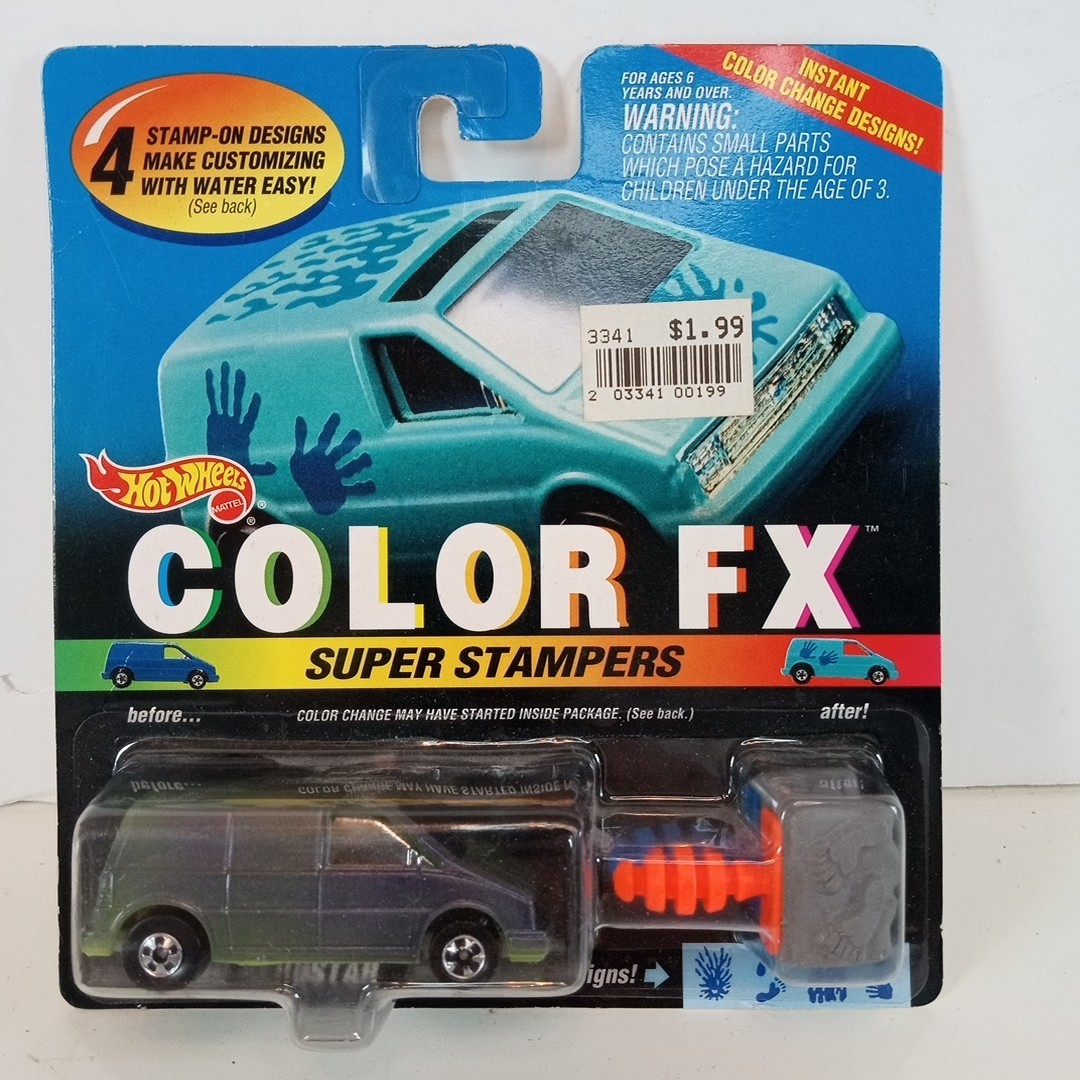 4
STAMP-ON DESIGNS
MAKE CUSTOMIZING
WITH WATER EASY!
(See back)
FOR AGES 6
YEARS AND OVER.
WARNING:
CONTAINS SMALL PARTS
WHICH POSE A HAZARD FOR
CHILDREN UNDER THE AGE OF 3.
INSTANT
COLOR CHANGE DESIGNS!
3341 $1.99
2 03341 00199
HOT WHEELS
MATTEL
®
®
COLOR FX™
SUPER STAMPERS
before...
COLOR CHANGE MAY HAVE STARTED INSIDE PACKAGE. (See back.)
after!
igns!